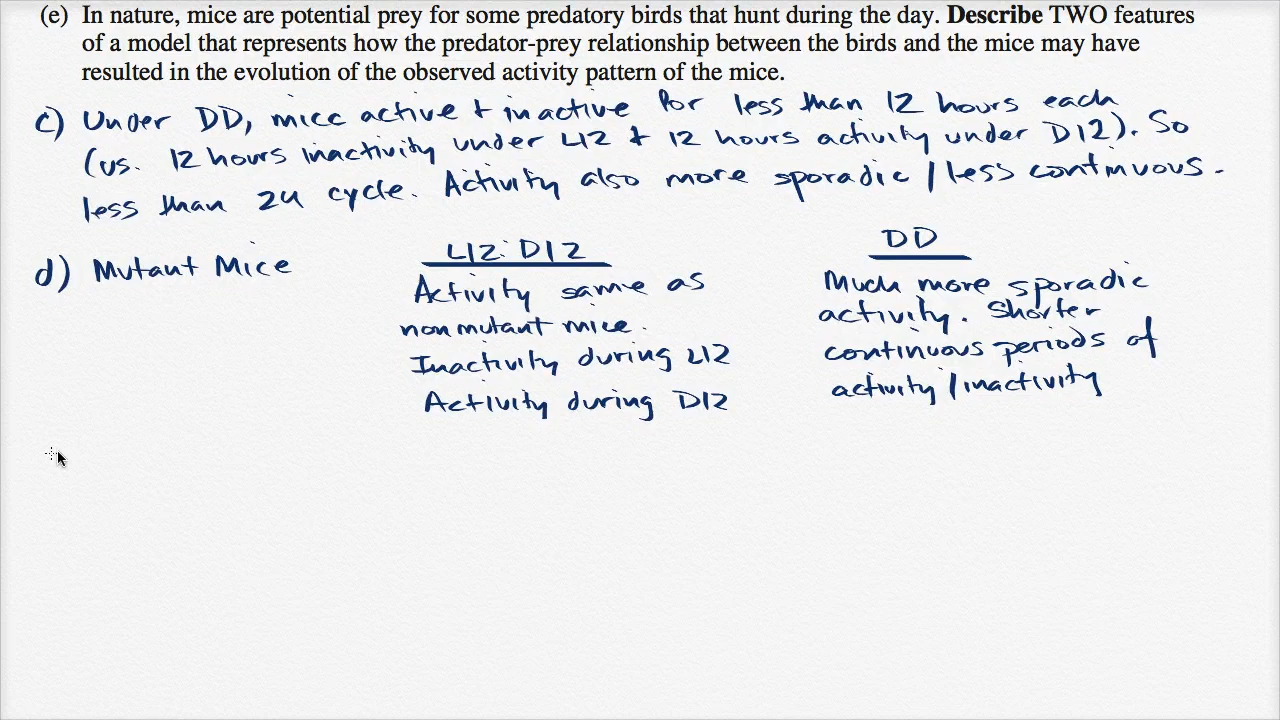 (e) In nature, mice are potential prey for some predatory birds that hunt during the day. Describe TWO features
of a model that represents how the predator-prey relationship between the birds and the mice may have
resulted in the evolution of the observed activity pattern of the mice.
c) Under DD, mice active + inactive for less than 12 hours each
(vs. 12 hours inactivity under L12 + 12 hours activity under D12). So
less than 24 cycle. Activity also more sporadic / less continuous.
d) Mutant Mice
L12:D12
Activity same as
nonmutant mice.
Inactivity during L12
Activity during D12
DD
Much more sporadic
activity. Shorter
continuous periods of
activity / inactivity